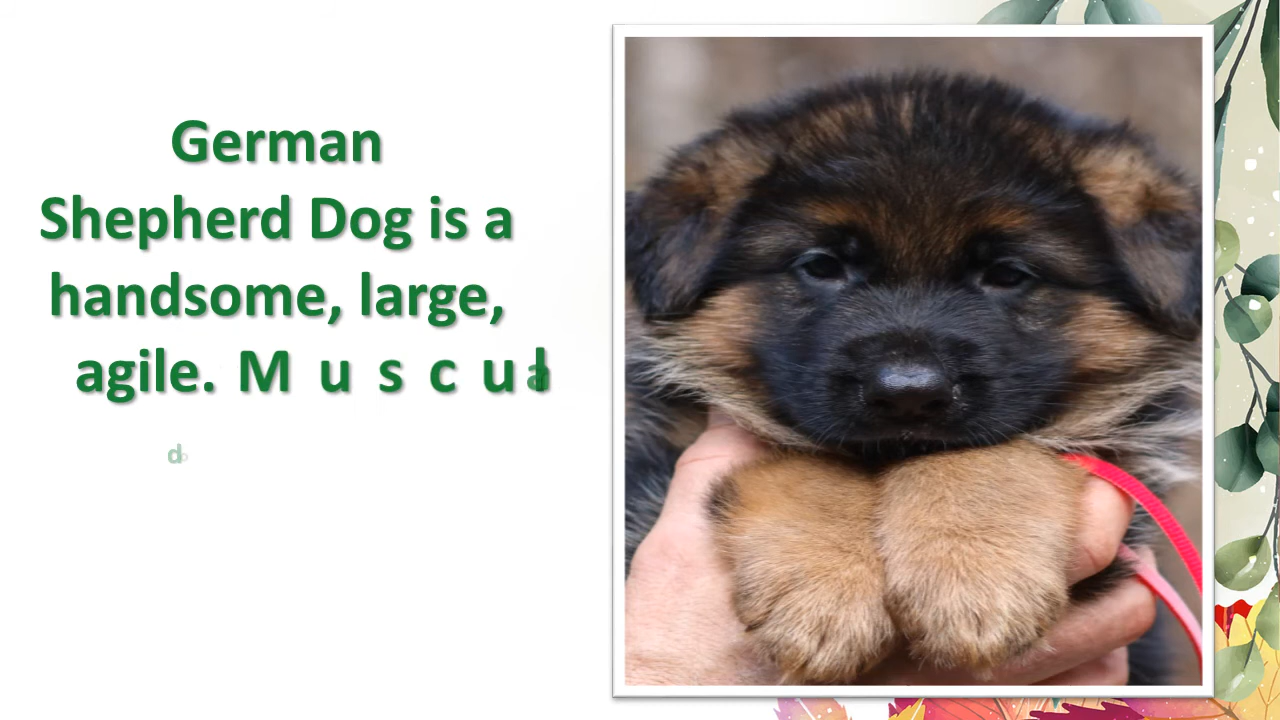 German
Shepherd Dog is a
handsome, large,
agile. M u s c u l a
d